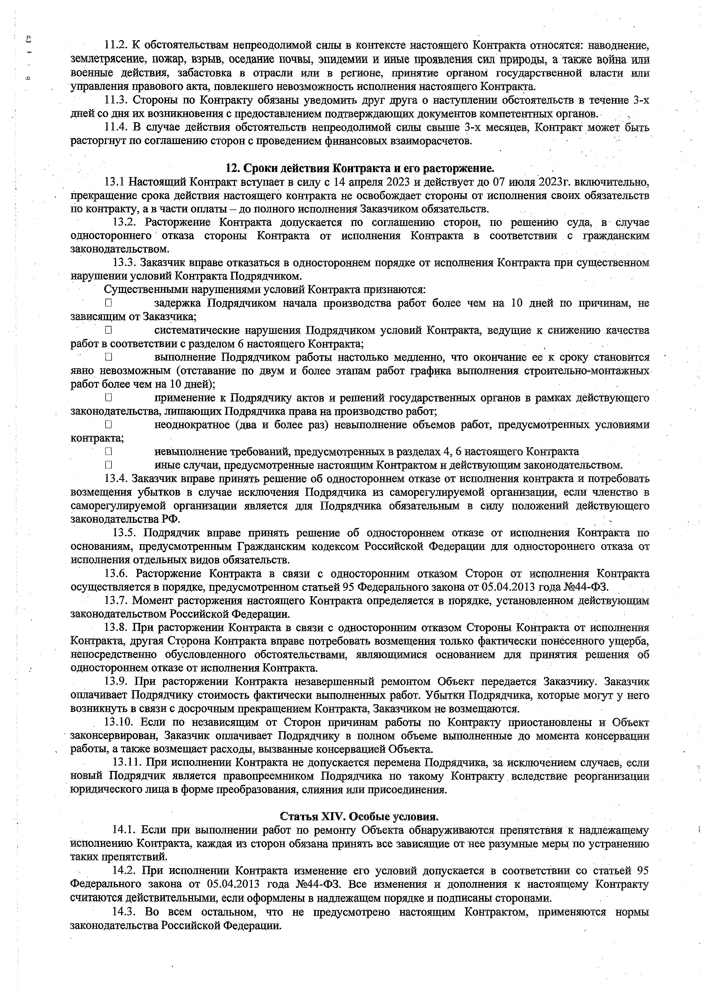 11.2. К обстоятельствам непреодолимой силы в контексте настоящего Контракта относятся: наводнение,
землетрясение, пожар, взрыв, оседание почвы, эпидемии и иные проявления сил природы, а также война или
военные действия, забастовка в отрасли или в регионе, принятие органом государственной власти или
управления правового акта, повлекшего невозможность исполнения настоящего Контракта.
11.3. Стороны по Контракту обязаны уведомить друг друга о наступлении обстоятельств в течение 3-х
дней со дня их возникновения с предоставлением подтверждающих документов компетентных органов.
11.4. В случае действия обстоятельств непреодолимой силы свыше 3-х месяцев, Контракт может быть
расторгнут по соглашению сторон с проведением финансовых взаиморасчетов.
12. Сроки действия Контракта и его расторжение.
13.1 Настоящий Контракт вступает в силу с 14 апреля 2023 и действует до 07 июля 2023г. включительно,
прекращение срока действия настоящего контракта не освобождает стороны от исполнения своих обязательств
по контракту, а в части оплаты – до полного исполнения Заказчиком обязательств.
13.2. Расторжение Контракта допускается по соглашению сторон, по решению суда, в случае
одностороннего отказа стороны Контракта от исполнения Контракта в соответствии с гражданским
законодательством.
13.3. Заказчик вправе отказаться в одностороннем порядке от исполнения Контракта при существенном
нарушении условий Контракта Подрядчиком.
Существенными нарушениями условий Контракта признаются:
□ задержка Подрядчиком начала производства работ более чем на 10 дней по причинам, не
зависящим от Заказчика;
□ систематические нарушения Подрядчиком условий Контракта, ведущие к снижению качества
работ в соответствии с разделом 6 настоящего Контракта;
□ выполнение Подрядчиком работы настолько медленно, что окончание ее к сроку становится
явно невозможным (отставание по двум и более этапам работ графика выполнения строительно-монтажных
работ более чем на 10 дней);
□ применение к Подрядчику актов и решений государственных органов в рамках действующего
законодательства, лишающих Подрядчика права на производство работ;
□ неоднократное (два и более раз) невыполнение объемов работ, предусмотренных условиями
контракта;
□ невыполнение требований, предусмотренных в разделах 4, 6 настоящего Контракта
□ иные случаи, предусмотренные настоящим Контрактом и действующим законодательством.
13.4. Заказчик вправе принять решение об одностороннем отказе от исполнения контракта и потребовать
возмещения убытков в случае исключения Подрядчика из саморегулируемой организации, если членство в
саморегулируемой организации является для Подрядчика обязательным в силу положений действующего
законодательства РФ.
13.5. Подрядчик вправе принять решение об одностороннем отказе от исполнения Контракта по
основаниям, предусмотренным Гражданским кодексом Российской Федерации для одностороннего отказа от
исполнения отдельных видов обязательств.
13.6. Расторжение Контракта в связи с односторонним отказом Сторон от исполнения Контракта
осуществляется в порядке, предусмотренном статьей 95 Федерального закона от 05.04.2013 года №44-ФЗ.
13.7. Момент расторжения настоящего Контракта определяется в порядке, установленном действующим
законодательством Российской Федерации.
13.8. При расторжении Контракта в связи с односторонним отказом Стороны Контракта от исполнения
Контракта, другая Сторона Контракта вправе потребовать возмещения только фактически понесенного ущерба,
непосредственно обусловленного обстоятельствами, являющимися основанием для принятия решения об
одностороннем отказе от исполнения Контракта.
13.9. При расторжении Контракта незавершенный ремонтом Объект передается Заказчику. Заказчик
оплачивает Подрядчику стоимость фактически выполненных работ. Убытки Подрядчика, которые могут у него
возникнуть в связи с досрочным прекращением Контракта, Заказчиком не возмещаются.
13.10. Если по независящим от Сторон причинам работы по Контракту приостановлены и Объект
законсервирован, Заказчик оплачивает Подрядчику в полном объеме выполненные до момента консервации
работы, а также возмещает расходы, вызванные консервацией Объекта.
13.11. При исполнении Контракта не допускается перемена Подрядчика, за исключением случаев, если
новый Подрядчик является правопреемником Подрядчика по такому Контракту вследствие реорганизации
юридического лица в форме преобразования, слияния или присоединения.
Статья XIV. Особые условия.
14.1. Если при выполнении работ по ремонту Объекта обнаруживаются препятствия к надлежащему
исполнению Контракта, каждая из сторон обязана принять все зависящие от нее разумные меры по устранению
таких препятствий.
14.2. При исполнении Контракта изменение его условий допускается в соответствии со статьей 95
Федерального закона от 05.04.2013 года №44-ФЗ. Все изменения и дополнения к настоящему Контракту
считаются действительными, если оформлены в надлежащем порядке и подписаны сторонами.
14.3. Во всем остальном, что не предусмотрено настоящим Контрактом, применяются нормы
законодательства Российской Федерации.